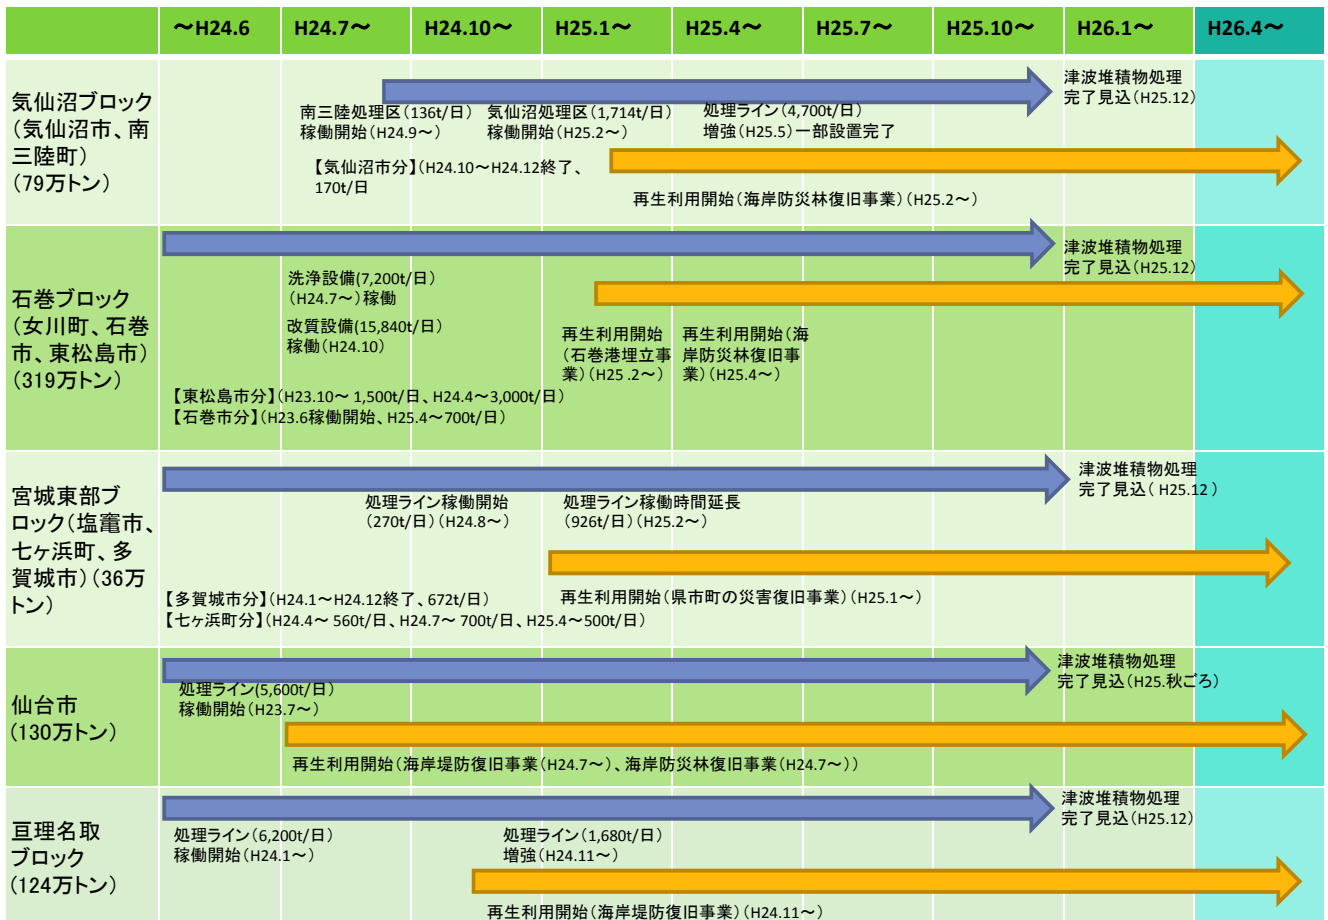 ～H24.6
H24.7～
H24.10～
H25.1～
H25.4～
H25.7～
H25.10～
H26.1～
H26.4～
気仙沼ブロック
(気仙沼市、南
三陸町)
(79万トン)
南三陸処理区(136t/日)
稼働開始(H24.9～)
気仙沼処理区(1,714t/日)
稼働開始(H25.2～)
処理ライン(4,700t/日)
増強(H25.5)一部設置完了
津波堆積物処理
完了見込(H25.12)
【気仙沼市分】(H24.10～H24.12終了、
170t/日
再生利用開始(海岸防災林復旧事業)(H25.2～)
石巻ブロック
(女川町、石巻
市、東松島市)
(319万トン)
津波堆積物処理
完了見込(H25.12)
洗浄設備(7,200t/日)
(H24.7～)稼働
改質設備(15,840t/日)
稼働(H24.10)
再生利用開始
(石巻港埋立事
業)(H25 .2～)
再生利用開始(海
岸防災林復旧事
業)(H25.4～)
【東松島市分】(H23.10～ 1,500t/日、H24.4～3,000t/日)
【石巻市分】(H23.6稼働開始、H25.4～700t/日)
宮城東部ブ
ロック(塩竈市、
七ヶ浜町、多
賀城市)(36万
トン)
津波堆積物処理
完了見込( H25.12 )
処理ライン稼働開始
(270t/日)(H24.8～)
処理ライン稼働時間延長
(926t/日)(H25.2～)
【多賀城市分】(H24.1～H24.12終了、672t/日)
【七ヶ浜町分】(H24.4～ 560t/日、H24.7～ 700t/日、H25.4～500t/日)
再生利用開始(県市町の災害復旧事業)(H25.1～)
仙台市
(130万トン)
処理ライン(5,600t/日)
稼働開始(H23.7～)
津波堆積物処理
完了見込(H25.秋ごろ)
再生利用開始(海岸堤防復旧事業(H24.7～)、海岸防災林復旧事業(H24.7～))
亘理名取
ブロック
(124万トン)
処理ライン(6,200t/日)
稼働開始(H24.1～)
処理ライン(1,680t/日)
増強(H24.11～)
津波堆積物処理
完了見込(H25.12)
再生利用開始(海岸堤防復旧事業)(H24.11～)